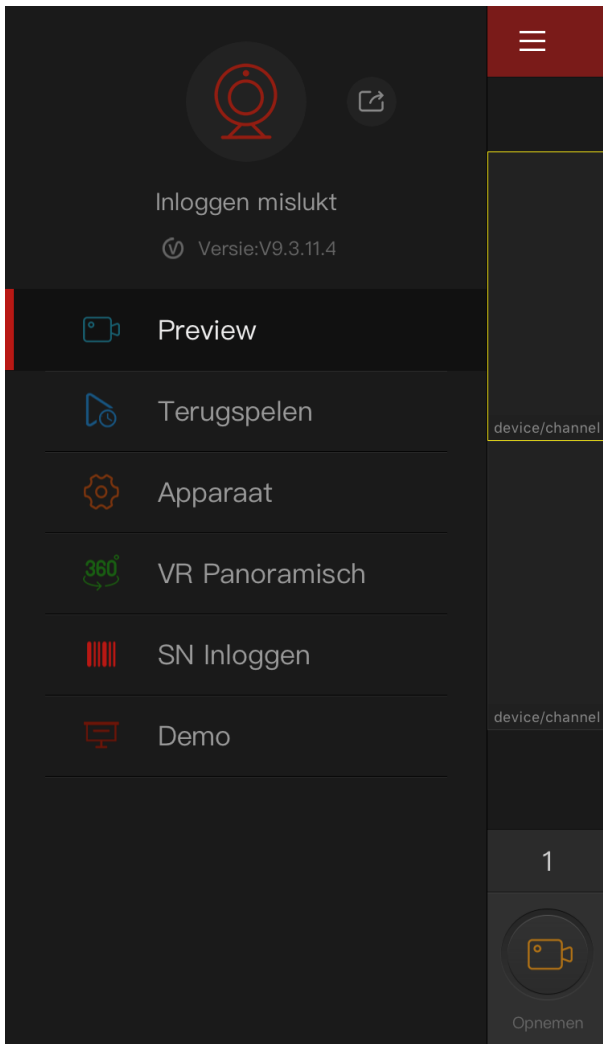 Inloggen mislukt
Versie:V9.3.11.4
Preview
Terugspelen
Apparaat
360°
VR Panoramisch
SN Inloggen
Demo
device/channel
device/channel
1
Opnemen